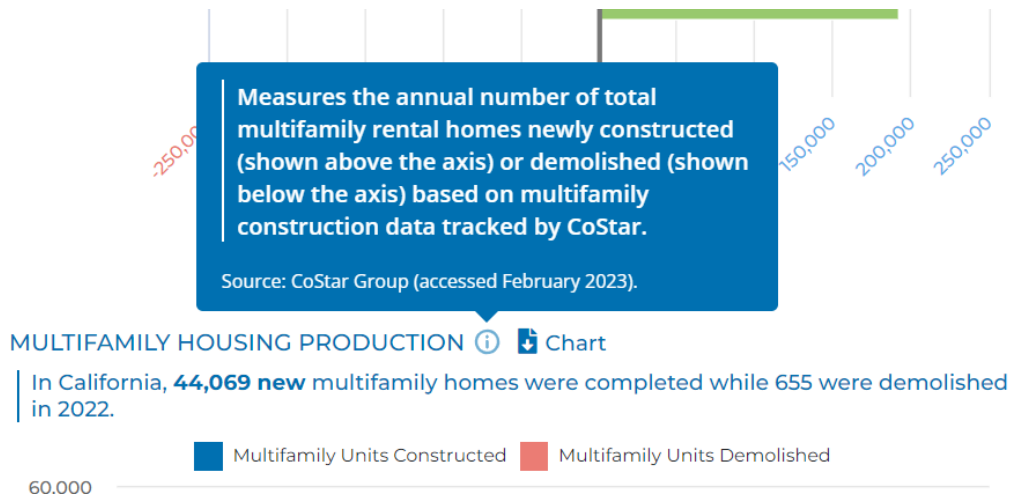 Measures the annual number of total
multifamily rental homes newly constructed
(shown above the axis) or demolished (shown
below the axis) based on multifamily
construction data tracked by CoStar.
Source: CoStar Group (accessed February 2023).
150,000
200,000
250,000
MULTIFAMILY HOUSING PRODUCTION Chart
In California, 44,069 new multifamily homes were completed while 655 were demolished
in 2022.
Multifamily Units Constructed Multifamily Units Demolished
60,000